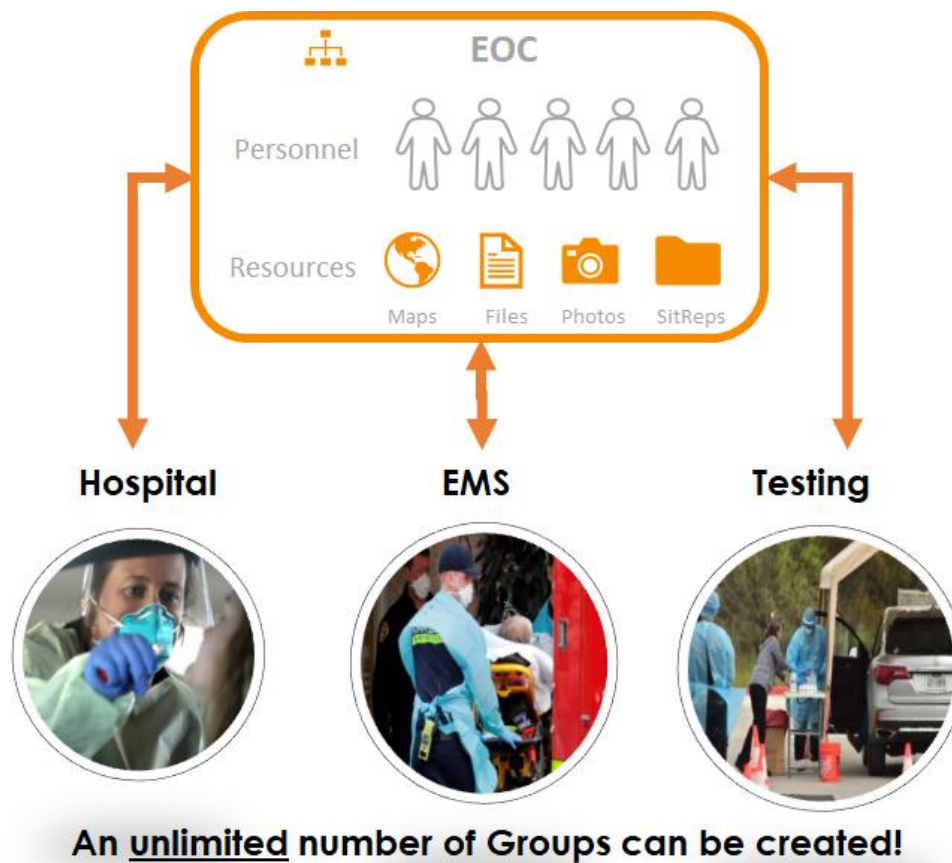 EOC
Personnel
Resources
Maps Files Photos SitReps
Hospital EMS Testing
An unlimited number of Groups can be created!